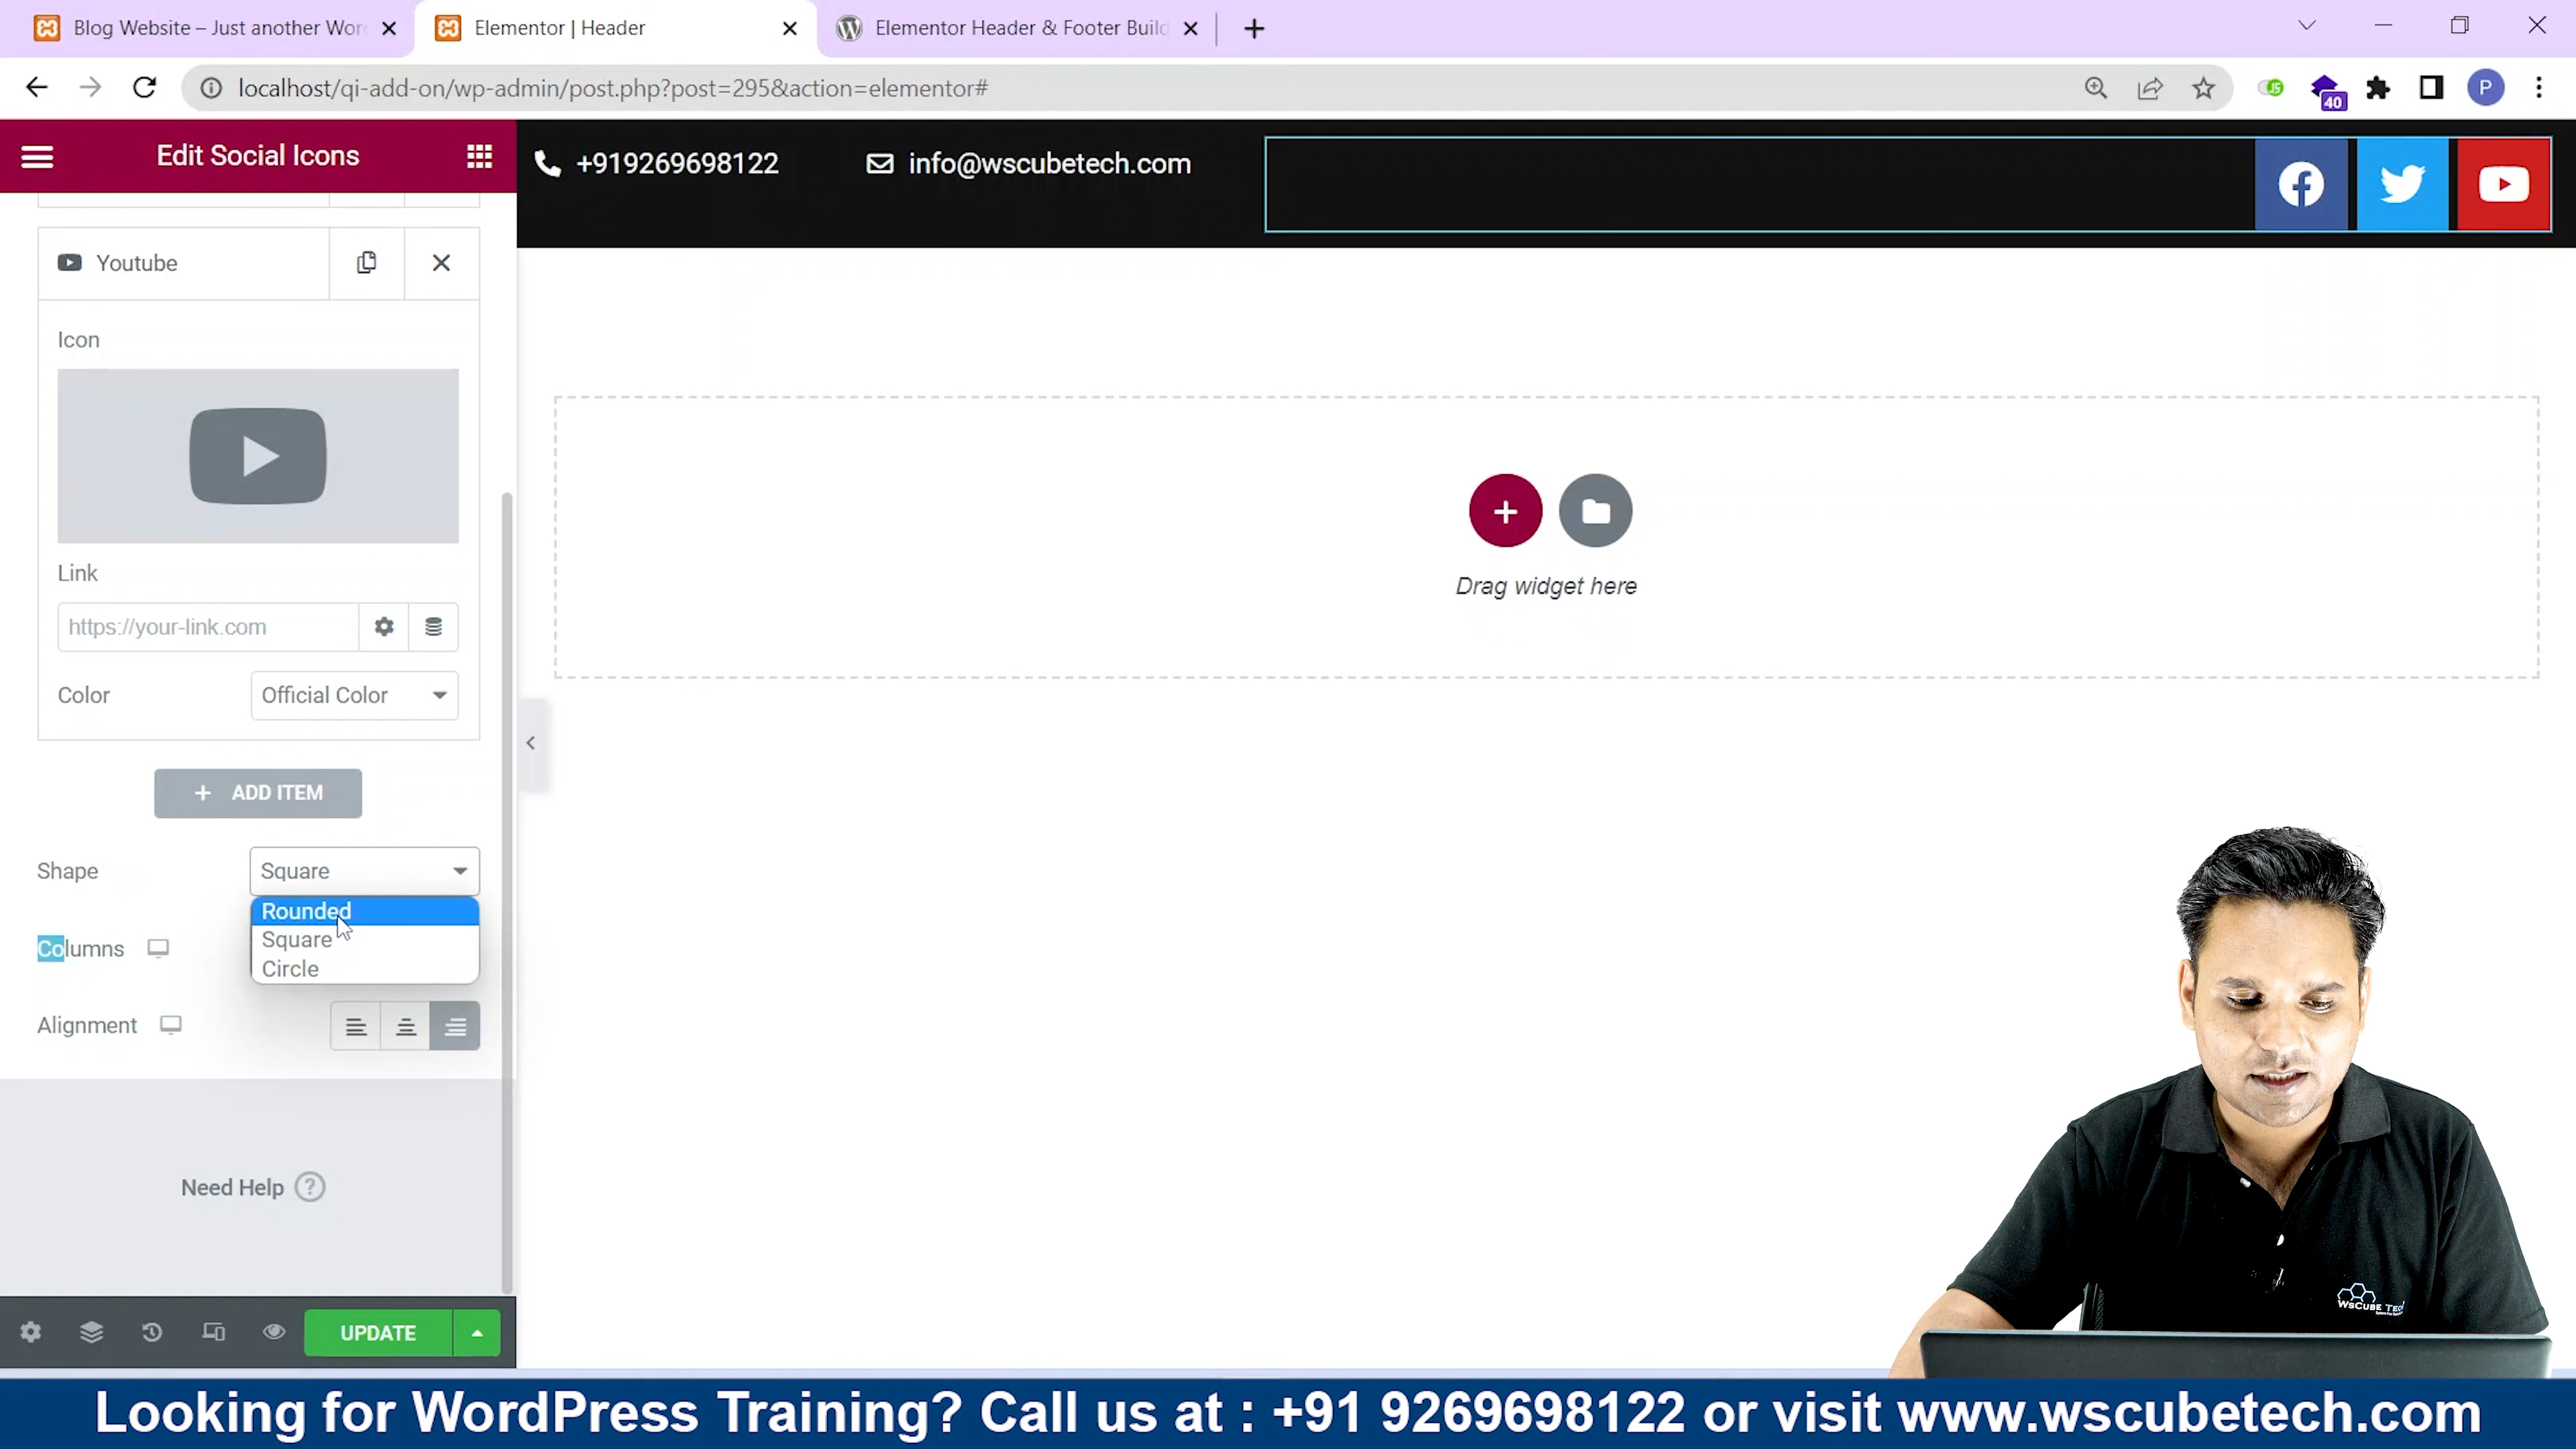 Blog Website – Just another Wor
Elementor | Header
Elementor Header & Footer Build
localhost/qi-add-on/wp-admin/post.php?post=295&action=elementor#
40
P
Edit Social Icons
+919269698122
info@wscubetech.com
Youtube
Icon
Link
https://your-link.com
Color
Official Color
Drag widget here
+ ADD ITEM
Shape
Square
Rounded
Square
Circle
Columns
Alignment
Need Help ?
UPDATE
WsCube Tech
Looking for WordPress Training? Call us at : +91 9269698122 or visit www.wscubetech.com